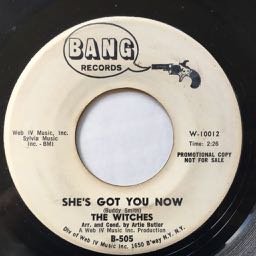 BANG
RECORDS
Web IV Music, Inc.
Sylvia Music
Inc. - BMI
W-10012
Time: 2:26
PROMOTIONAL COPY
NOT FOR SALE
SHE'S GOT YOU NOW
(Buddy Smith)
THE WITCHES
Arr. and Cond. by Artie Butler
A Web IV Music Inc. Production
B-505
Div of Web IV Music Inc. 1650 B'way N.Y. N.Y.